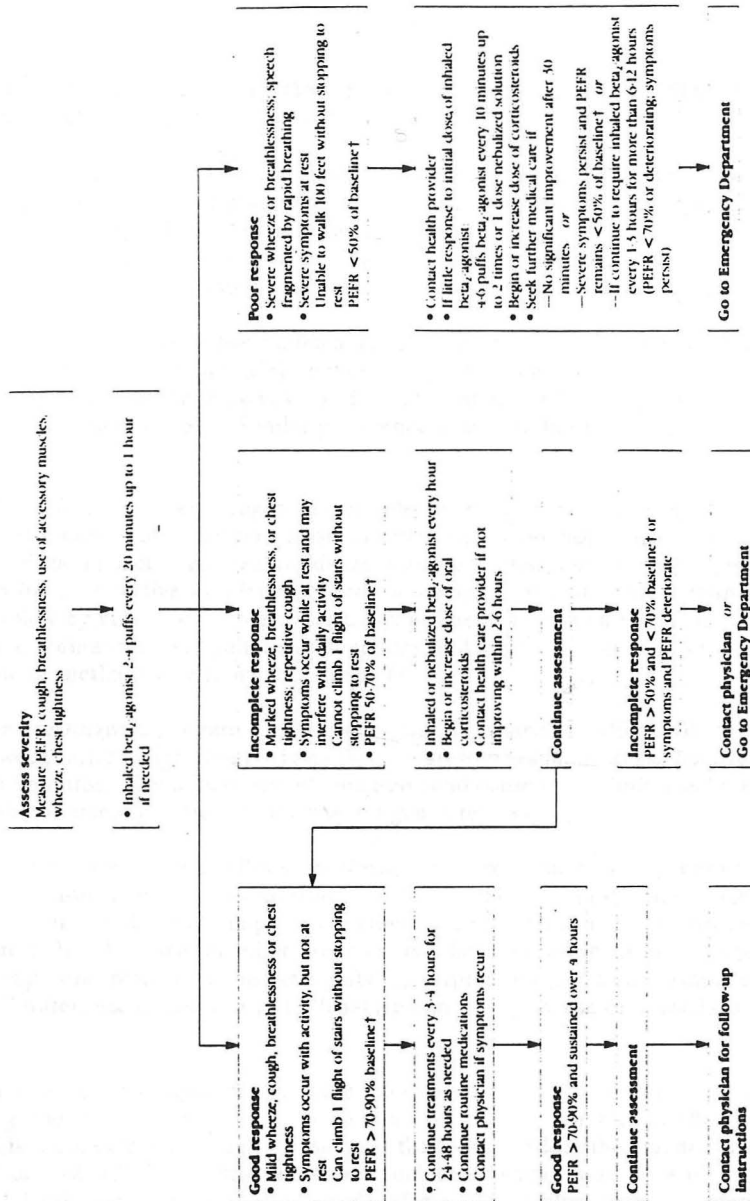 Assess severity
Measure PEFR, cough, breathlessness, use of accessory muscles,
wheeze, chest tightness
• Inhaled beta₂-agonist 2-4 puffs every 20 minutes up to 1 hour
if needed
Good response
• Mild wheeze, cough, breathlessness or chest
tightness
• Symptoms occur with activity, but not at
rest
Can climb 1 flight of stairs without stopping
to rest
• PEFR >70-90% baseline†
• Continue treatments every 3-4 hours for
24-48 hours as needed
• Continue routine medications
• Contact physician if symptoms recur
Good response
PEFR >70-90% and sustained over 4 hours
Continue assessment
Contact physician for follow-up
instructions
Incomplete response
• Marked wheeze, breathlessness, or chest
tightness; repetitive cough
• Symptoms occur while at rest and may
interfere with daily activity
Cannot climb 1 flight of stairs without
stopping to rest
• PEFR 50-70% of baseline†
• Inhaled or nebulized beta₂-agonist every hour
• Begin or increase dose of oral
corticosteroids
• Contact health care provider if not
improving within 2-6 hours
Continue assessment
Incomplete response
PEFR >50% and <70% baseline† or
symptoms and PEFR deteriorate
Contact physician or
Go to Emergency Department
Poor response
• Severe wheeze or breathlessness; speech
fragmented by rapid breathing
• Severe symptoms at rest
Unable to walk 100 feet without stopping to
rest
PEFR <50% of baseline†
• Contact health provider
• If little response to initial dose, of inhaled
beta₂-agonist:
4-6 puffs beta₂-agonist every 10 minutes up
to 2 times or 1 dose nebulized solution
• Begin or increase dose of corticosteroids
• Seek further medical care if
—No significant improvement after 30
minutes or
—Severe symptoms persist and PEFR
remains <50% of baseline† or
—If continue to require inhaled beta₂-agonist
every 1-3 hours for more than 6-12 hours
(PEFR <70% or deteriorating; symptoms
persist)
Go to Emergency Department